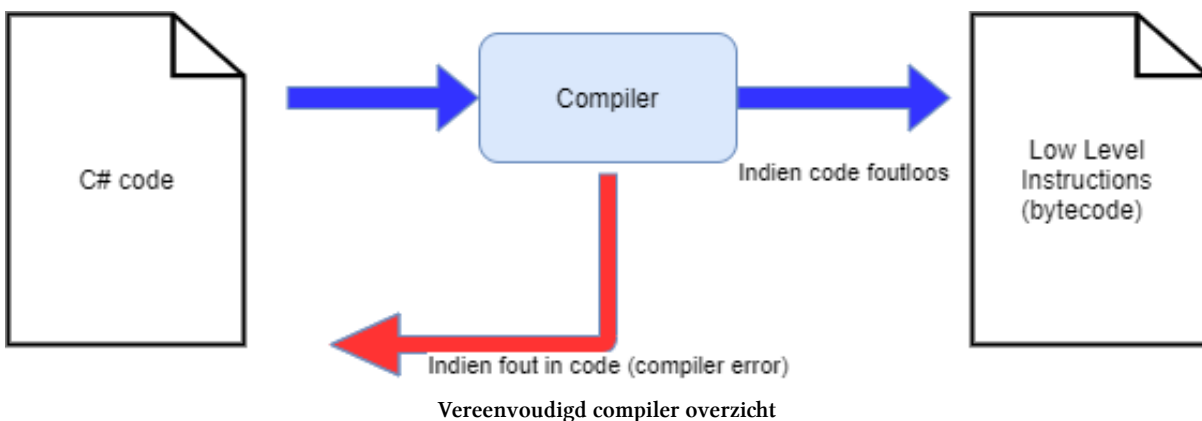 C# code
Compiler
Indien code foutloos
Low Level
Instructions
(bytecode)
Indien fout in code (compiler error)
Vereenvoudigd compiler overzicht